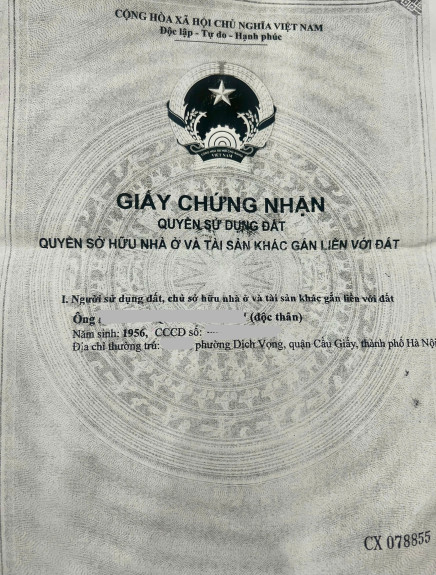 CỘNG HÒA XÃ HỘI CHỦ NGHĨA VIỆT NAM
Độc lập - Tự do - Hạnh phúc
VIỆT NAM
GIẤY CHỨNG NHẬN
QUYỀN SỬ DỤNG ĐẤT
QUYỀN SỞ HỮU NHÀ Ở VÀ TÀI SẢN KHÁC GẮN LIỀN VỚI ĐẤT
I. Người sử dụng đất, chủ sở hữu nhà ở và tài sản khác gắn liền với đất
Ông (độc thân)
Năm sinh: 1956, CCCD số:
Địa chỉ thường trú: phường Dịch Vọng, quận Cầu Giấy, thành phố Hà Nội
CX 078855